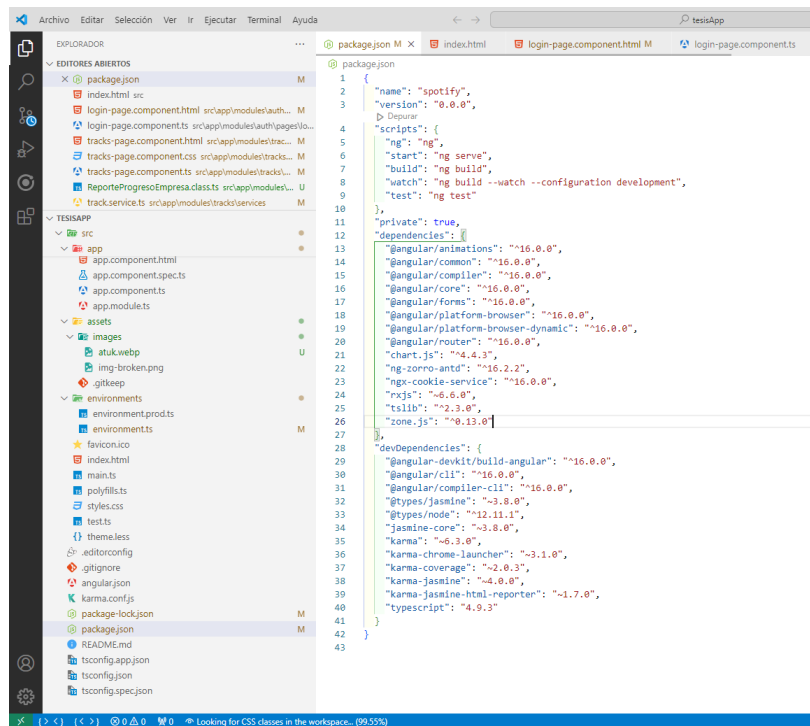 Archivo Editar Selección Ver Ir Ejecutar Terminal Ayuda
tesisApp
EXPLORADOR
EDITORES ABIERTOS
package.json M
index.html src
login-page.component.html src\app\modules\auth... M
login-page.component.ts src\app\modules\auth\pages\lo...
tracks-page.component.html src\app\modules\trac... M
tracks-page.component.css src\app\modules\tracks... M
tracks-page.component.ts src\app\modules\tracks\... M
ReporteProgresoEmpresa.class.ts src\app\modules\... U
track.service.ts src\app\modules\tracks\services M
TESISAPP
src
app
app.component.html
app.component.spec.ts
app.component.ts
app.module.ts
assets
images
atuk.webp U
img-broken.png
.gitkeep
environments
environment.prod.ts
environment.ts M
favicon.ico
index.html
main.ts
polyfills.ts
styles.css
test.ts
theme.less
.editorconfig
.gitignore
angular.json
karma.conf.js
package-lock.json M
package.json M
README.md
tsconfig.app.json
tsconfig.json
tsconfig.spec.json
package.json M index.html login-page.component.html M login-page.component.ts
package.json
1 {
2 "name": "spotify",
3 "version": "0.0.0",
Depurar
4 "scripts": {
5 "ng": "ng",
6 "start": "ng serve",
7 "build": "ng build",
8 "watch": "ng build --watch --configuration development",
9 "test": "ng test"
10 },
11 "private": true,
12 "dependencies": {
13 "@angular/animations": "^16.0.0",
14 "@angular/common": "^16.0.0",
15 "@angular/compiler": "^16.0.0",
16 "@angular/core": "^16.0.0",
17 "@angular/forms": "^16.0.0",
18 "@angular/platform-browser": "^16.0.0",
19 "@angular/platform-browser-dynamic": "^16.0.0",
20 "@angular/router": "^16.0.0",
21 "chart.js": "^4.4.3",
22 "ng-zorro-antd": "^16.2.2",
23 "ngx-cookie-service": "^16.0.0",
24 "rxjs": "~6.6.0",
25 "tslib": "^2.3.0",
26 "zone.js": "^0.13.0"
27 },
28 "devDependencies": {
29 "@angular-devkit/build-angular": "^16.0.0",
30 "@angular/cli": "^16.0.0",
31 "@angular/compiler-cli": "^16.0.0",
32 "@types/jasmine": "~3.8.0",
33 "@types/node": "^12.11.1",
34 "jasmine-core": "~3.8.0",
35 "karma": "~6.3.0",
36 "karma-chrome-launcher": "~3.1.0",
37 "karma-coverage": "~2.0.3",
38 "karma-jasmine": "~4.0.0",
39 "karma-jasmine-html-reporter": "~1.7.0",
40 "typescript": "4.9.3"
41 }
42 }
43
0 0 0 Looking for CSS classes in the workspace... (99.55%)